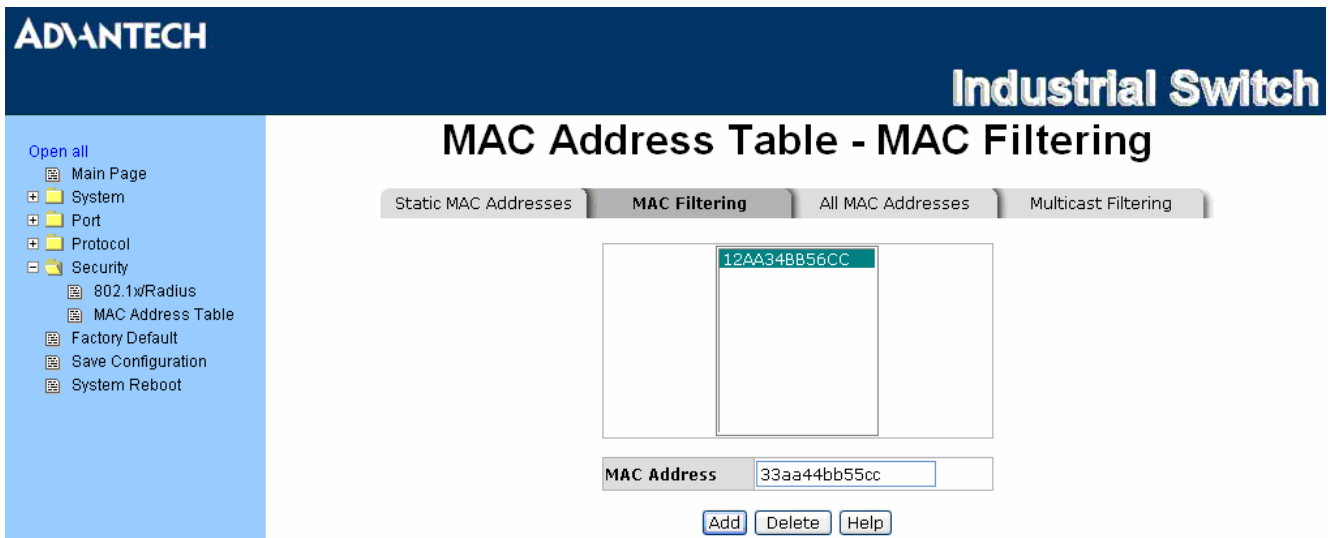 ADVANTECH
Industrial Switch
Open all
Main Page
System
Port
Protocol
Security
802.1x/Radius
MAC Address Table
Factory Default
Save Configuration
System Reboot
MAC Address Table - MAC Filtering
Static MAC Addresses MAC Filtering All MAC Addresses Multicast Filtering
12AA34BB56CC
MAC Address 33aa44bb55cc
Add Delete Help